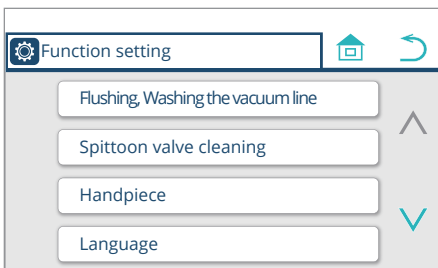 Function setting
Flushing, Washing the vacuum line
Spittoon valve cleaning
Handpiece
Language